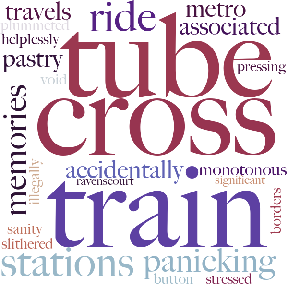 travels
plummeted
helplessly
pastry
void
ride
metro
associated
pressing
tube
cross
memories
illegally
accidentally
monotonous
ravenscourt
significant
train
borders
sanity
slithered
stations
panicking
button
stressed